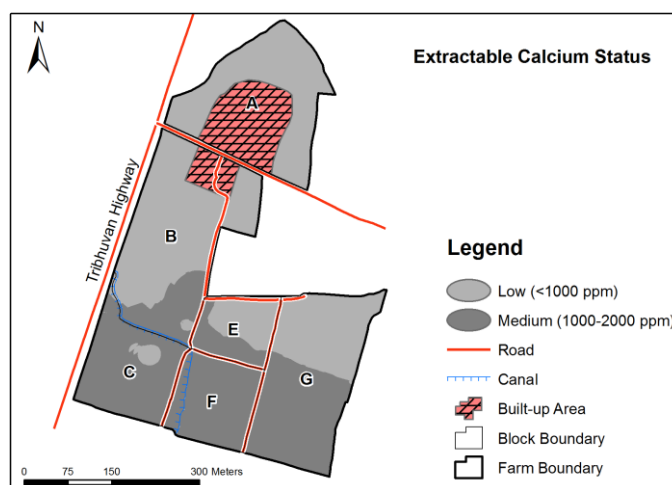 N
Extractable Calcium Status
A
Tribhuvan Highway
B
Legend
Low (<1000 ppm)
Medium (1000-2000 ppm)
E
Road
C
G
Canal
F
Built-up Area
Block Boundary
Farm Boundary
0 75 150 300 Meters